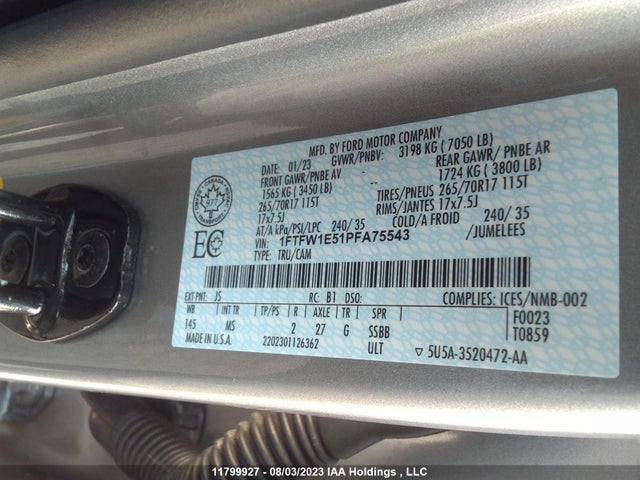 MFD. BY FORD MOTOR COMPANY
01/23 GVWR/PNBV: 3198 KG ( 7050 LB)
FRONT GAWR/PNBE AV -- REAR GAWR/ PNBE AR
1565 KG ( 3450 LB) 1724 KG ( 3800 LB)
265/70R17 115T TIRES/PNEUS 265/70R17 115T
17x7.5J RIMS/JANTES 17x7.5J
AT/A kPa/PSI/LPC 240/ 35 COLD/A FROID 240/ 35
VIN: 1FTFW1E51PFA75543 /JUMELEES
TYPE: TRU/CAM
977
EC
EXT PNT: JS RC: B1 DSO: COMPLIES: ICES/NMB-002
WB INT TR TP/PS AXLE TR SPR F0023
145 MS 2 27 G SSBB T0859
MADE IN U.S.A. 2202301126362 ULT ▽ 5U5A-3520472-AA
11799927 - 08/03/2023 IAA Holdings , LLC